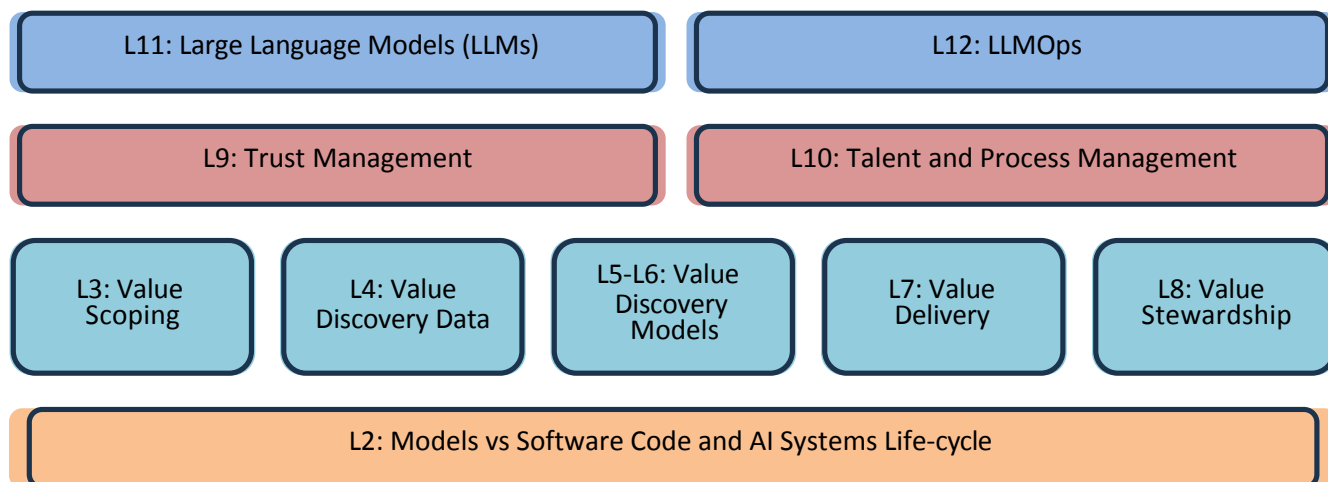 L11: Large Language Models (LLMs)
L12: LLMOps
L9: Trust Management
L10: Talent and Process Management
L3: Value
Scoping
L4: Value
Discovery Data
L5-L6: Value
Discovery
Models
L7: Value
Delivery
L8: Value
Stewardship
L2: Models vs Software Code and AI Systems Life-cycle